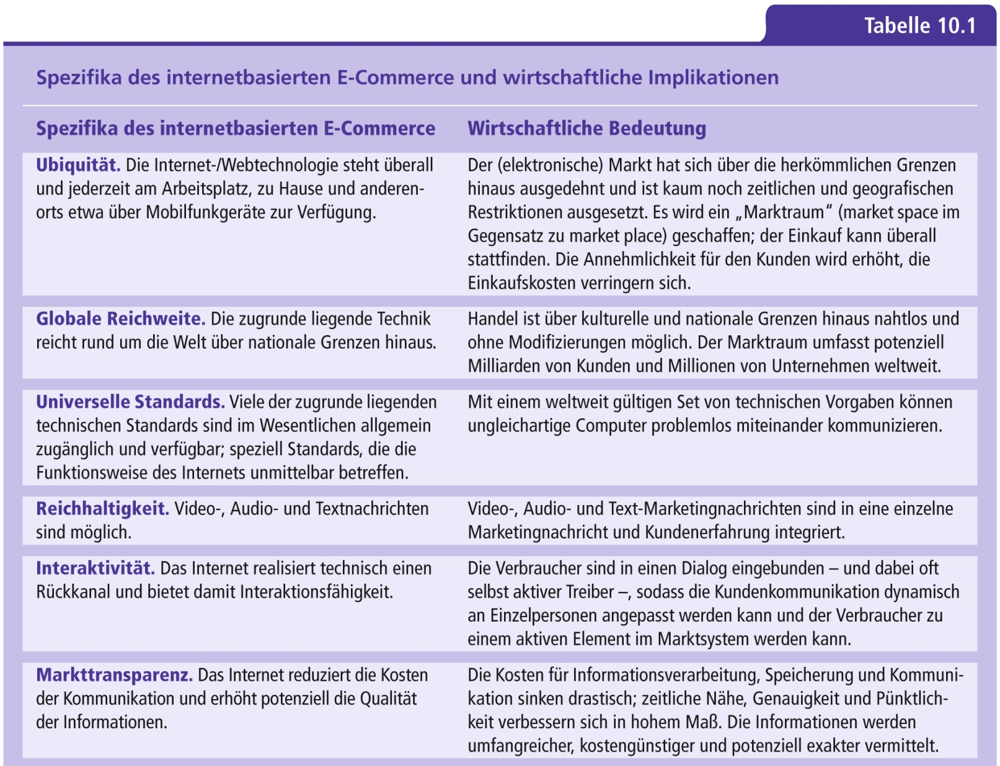 Tabelle 10.1
Spezifika des internetbasierten E-Commerce und wirtschaftliche Implikationen
Spezifika des internetbasierten E-Commerce
Wirtschaftliche Bedeutung
Ubiquität. Die Internet-/Webtechnologie steht überall
und jederzeit am Arbeitsplatz, zu Hause und anderen-
orts etwa über Mobilfunkgeräte zur Verfügung.
Der (elektronische) Markt hat sich über die herkömmlichen Grenzen
hinaus ausgedehnt und ist kaum noch zeitlichen und geografischen
Restriktionen ausgesetzt. Es wird ein „Marktraum“ (market space im
Gegensatz zu market place) geschaffen; der Einkauf kann überall
stattfinden. Die Annehmlichkeit für den Kunden wird erhöht, die
Einkaufskosten verringern sich.
Globale Reichweite. Die zugrunde liegende Technik
reicht rund um die Welt über nationale Grenzen hinaus.
Handel ist über kulturelle und nationale Grenzen hinaus nahtlos und
ohne Modifizierungen möglich. Der Marktraum umfasst potenziell
Milliarden von Kunden und Millionen von Unternehmen weltweit.
Universelle Standards. Viele der zugrunde liegenden
technischen Standards sind im Wesentlichen allgemein
zugänglich und verfügbar; speziell Standards, die die
Funktionsweise des Internets unmittelbar betreffen.
Mit einem weltweit gültigen Set von technischen Vorgaben können
ungleichartige Computer problemlos miteinander kommunizieren.
Reichhaltigkeit. Video-, Audio- und Textnachrichten
sind möglich.
Video-, Audio- und Text-Marketingnachrichten sind in eine einzelne
Marketingnachricht und Kundenerfahrung integriert.
Interaktivität. Das Internet realisiert technisch einen
Rückkanal und bietet damit Interaktionsfähigkeit.
Die Verbraucher sind in einen Dialog eingebunden – und dabei oft
selbst aktiver Treiber –, sodass die Kundenkommunikation dynamisch
an Einzelpersonen angepasst werden kann und der Verbraucher zu
einem aktiven Element im Marktsystem werden kann.
Markttransparenz. Das Internet reduziert die Kosten
der Kommunikation und erhöht potenziell die Qualität
der Informationen.
Die Kosten für Informationsverarbeitung, Speicherung und Kommuni-
kation sinken drastisch; zeitliche Nähe, Genauigkeit und Pünktlich-
keit verbessern sich in hohem Maß. Die Informationen werden
umfangreicher, kostengünstiger und potenziell exakter vermittelt.